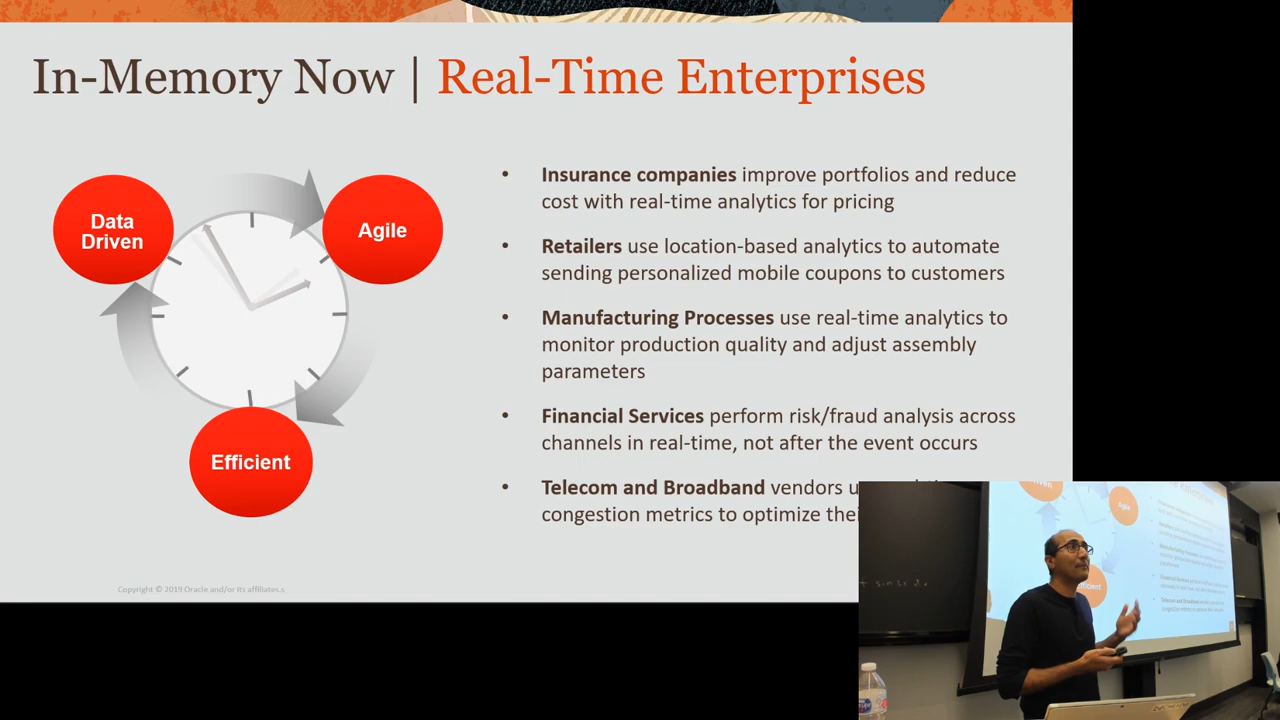 In-Memory Now | Real-Time Enterprises
Data
Driven
Agile
Efficient
• Insurance companies improve portfolios and reduce
cost with real-time analytics for pricing
• Retailers use location-based analytics to automate
sending personalized mobile coupons to customers
• Manufacturing Processes use real-time analytics to
monitor production quality and adjust assembly
parameters
• Financial Services perform risk/fraud analysis across
channels in real-time, not after the event occurs
• Telecom and Broadband vendors
congestion metrics to optimize
Copyright © 2019 Oracle and/or its affiliates.s
Agile
Telecom and Broadband